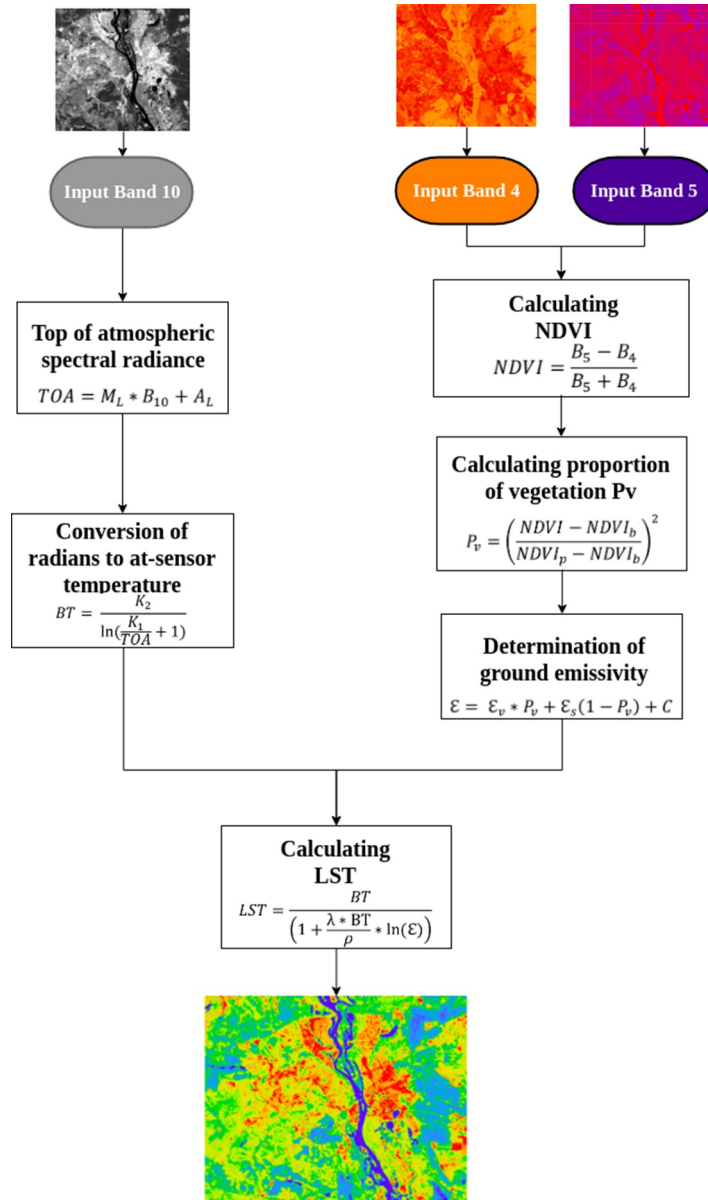 Input Band 10
Input Band 4
Input Band 5
Top of atmospheric
spectral radiance
TOA = M_L * B_10 + A_L
Conversion of
radians to at-sensor
temperature
BT = K_2 / ln(K_1/TOA + 1)
Calculating
NDVI
NDVI = (B_5 − B_4) / (B_5 + B_4)
Calculating proportion
of vegetation Pv
P_v = ((NDVI − NDVI_b) / (NDVI_p − NDVI_b))^2
Determination of
ground emissivity
Ɛ = Ɛ_v * P_v + Ɛ_s(1 − P_v) + C
Calculating
LST
LST = BT / (1 + (λ * BT)/ρ * ln(Ɛ))